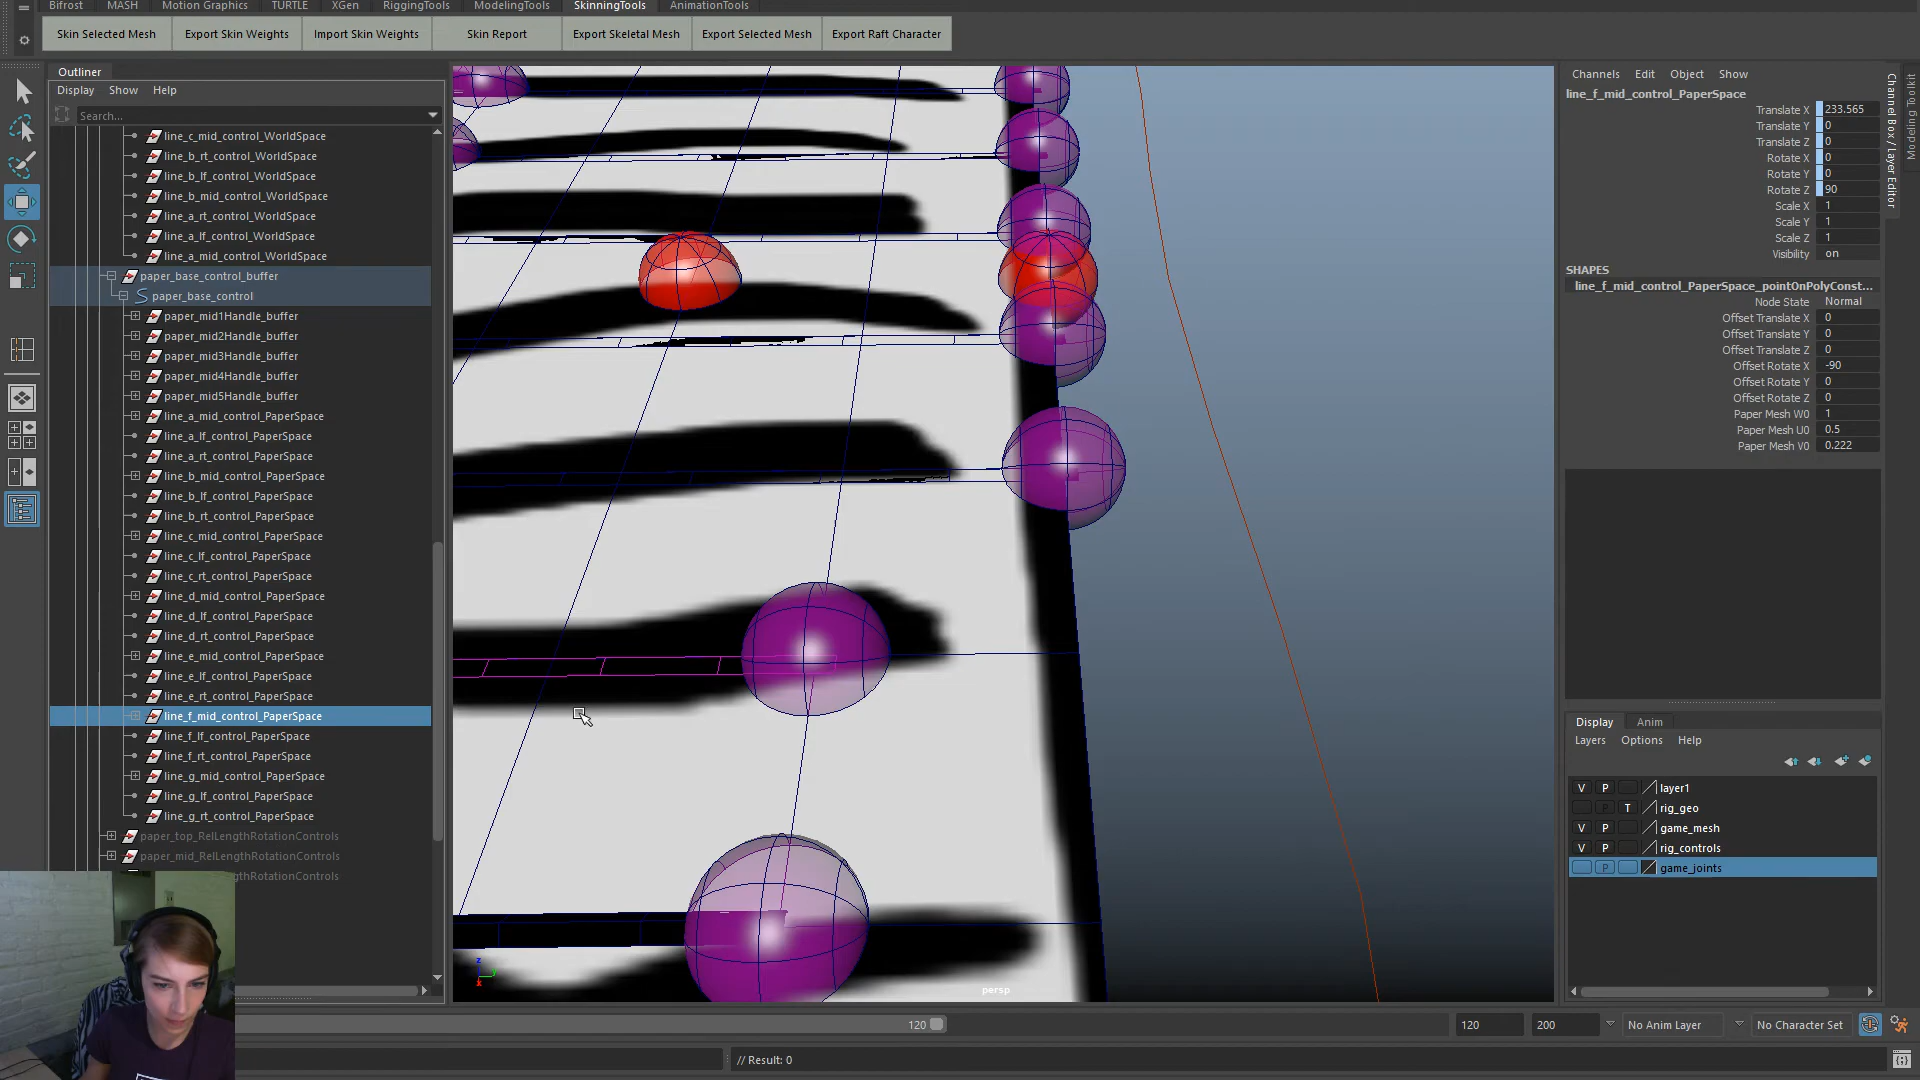 Bifrost MASH Motion Graphics TURTLE XGen RiggingTools ModelingTools SkinningTools AnimationTools
Skin Selected Mesh Export Skin Weights Import Skin Weights Skin Report Export Skeletal Mesh Export Selected Mesh Export Raft Character
Outliner
Display Show Help
Search...
line_c_mid_control_WorldSpace
line_b_rt_control_WorldSpace
line_b_lf_control_WorldSpace
line_b_mid_control_WorldSpace
line_a_rt_control_WorldSpace
line_a_lf_control_WorldSpace
line_a_mid_control_WorldSpace
paper_base_control_buffer
paper_base_control
paper_mid1Handle_buffer
paper_mid2Handle_buffer
paper_mid3Handle_buffer
paper_mid4Handle_buffer
paper_mid5Handle_buffer
line_a_mid_control_PaperSpace
line_a_lf_control_PaperSpace
line_a_rt_control_PaperSpace
line_b_mid_control_PaperSpace
line_b_lf_control_PaperSpace
line_b_rt_control_PaperSpace
line_c_mid_control_PaperSpace
line_c_lf_control_PaperSpace
line_c_rt_control_PaperSpace
line_d_mid_control_PaperSpace
line_d_lf_control_PaperSpace
line_d_rt_control_PaperSpace
line_e_mid_control_PaperSpace
line_e_lf_control_PaperSpace
line_e_rt_control_PaperSpace
line_f_mid_control_PaperSpace
line_f_lf_control_PaperSpace
line_f_rt_control_PaperSpace
line_g_mid_control_PaperSpace
line_g_lf_control_PaperSpace
line_g_rt_control_PaperSpace
paper_top_RelLengthRotationControls
paper_mid_RelLengthRotationControls
gthRotationControls
z
y
x
persp
Channels Edit Object Show
line_f_mid_control_PaperSpace
Translate X 233.565
Translate Y 0
Translate Z 0
Rotate X 0
Rotate Y 0
Rotate Z 90
Scale X 1
Scale Y 1
Scale Z 1
Visibility on
SHAPES
line_f_mid_control_PaperSpace_pointOnPolyConst...
Node State Normal
Offset Translate X 0
Offset Translate Y 0
Offset Translate Z 0
Offset Rotate X -90
Offset Rotate Y 0
Offset Rotate Z 0
Paper Mesh W0 1
Paper Mesh U0 0.5
Paper Mesh V0 0.222
Channel Box / Layer Editor
Modeling Toolkit
Display Anim
Layers Options Help
V P layer1
P T rig_geo
V P game_mesh
V P rig_controls
P game_joints
120 120 200 No Anim Layer No Character Set
// Result: 0